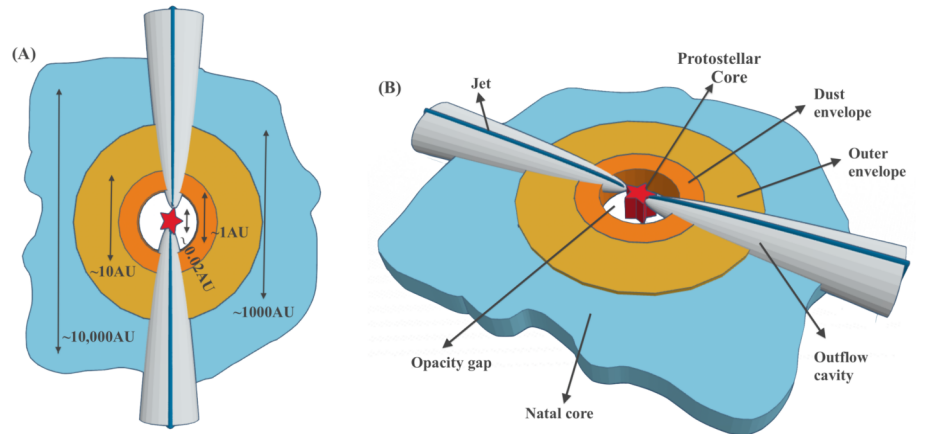 (A)
~1AU
~0.02AU
~10AU
~1000AU
~10,000AU
(B)
Protostellar
Core
Jet
Dust
envelope
Outer
envelope
Opacity gap
Natal core
Outflow
cavity